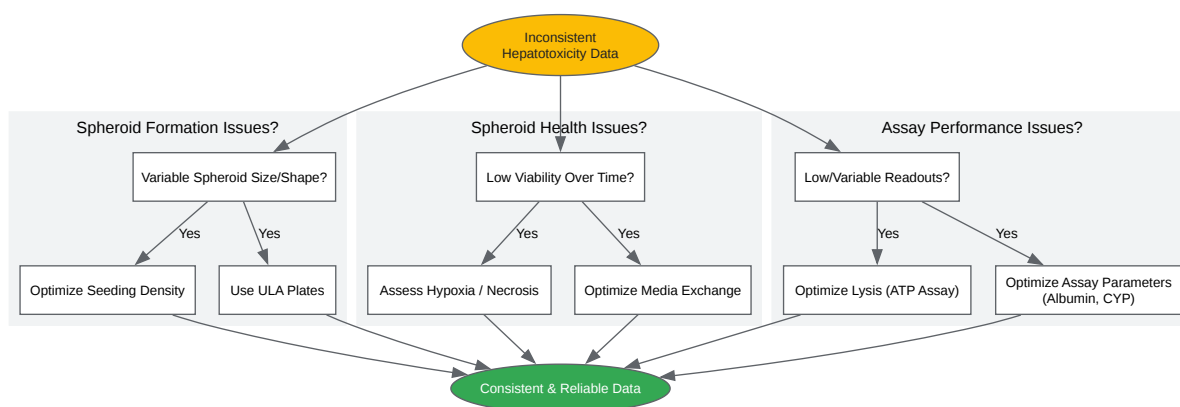 Inconsistent
Hepatotoxicity Data
Spheroid Formation Issues?
Spheroid Health Issues?
Assay Performance Issues?
Variable Spheroid Size/Shape?
Low Viability Over Time?
Low/Variable Readouts?
Yes
Yes
Yes
Yes
Yes
Yes
Optimize Seeding Density
Use ULA Plates
Assess Hypoxia / Necrosis
Optimize Media Exchange
Optimize Lysis (ATP Assay)
Optimize Assay Parameters
(Albumin, CYP)
Consistent & Reliable Data